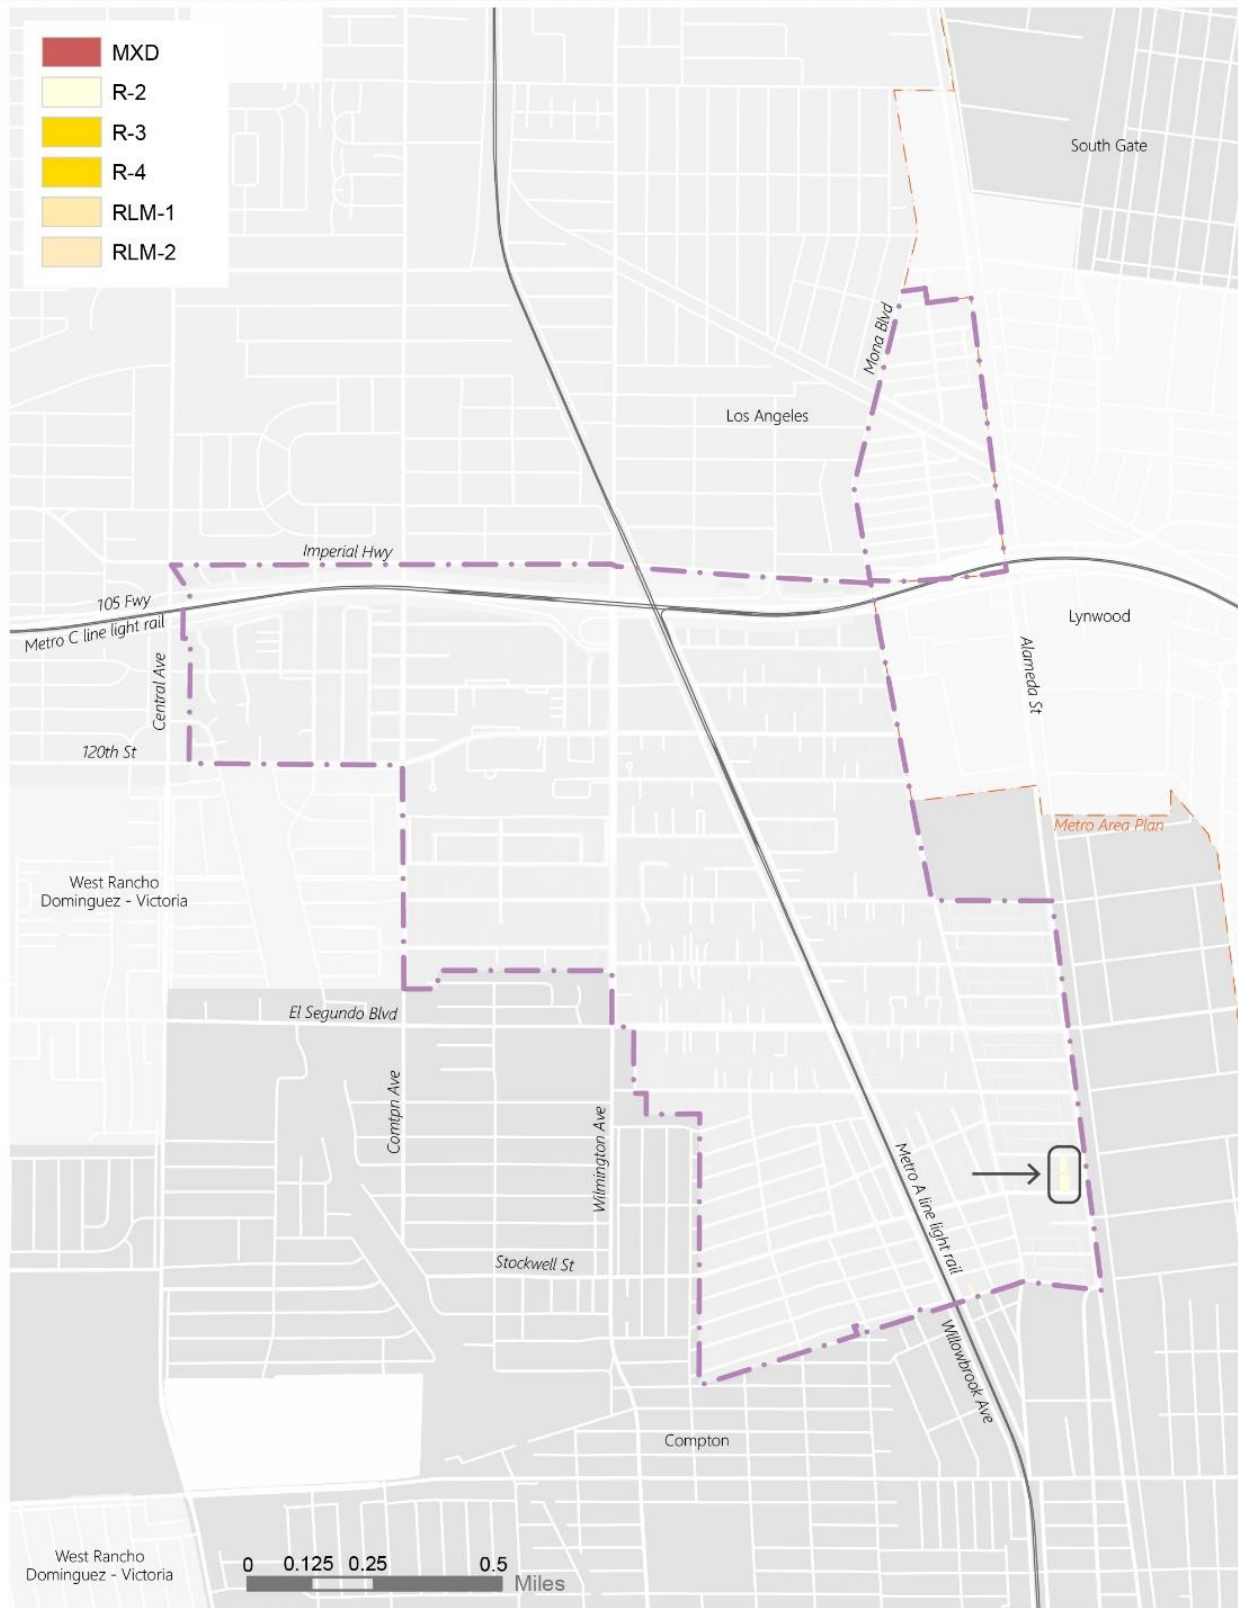 MXD
R-2
R-3
R-4
RLM-1
RLM-2
South Gate
Mona Blvd
Los Angeles
Imperial Hwy
105 Fwy
Metro C line light rail
Lynwood
Central Ave
Alameda St
120th St
Metro Area Plan
West Rancho
Dominguez - Victoria
El Segundo Blvd
Comtpn Ave
Wilmington Ave
Metro A line light rail
Stockwell St
Willowbrook Ave
Compton
West Rancho
Dominguez - Victoria
0 0.125 0.25 0.5
Miles